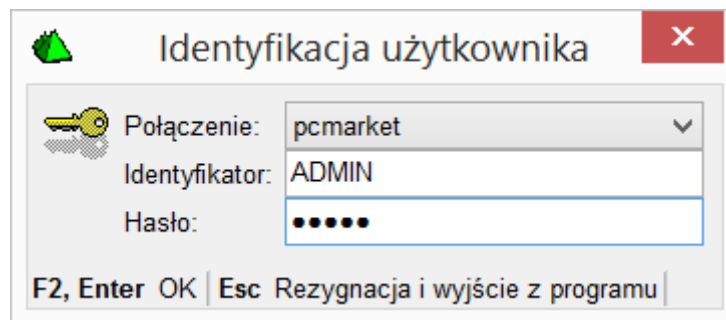 Identyfikacja użytkownika
Połączenie: pcmarket
Identyfikator: ADMIN
Hasło: •••••
F2, Enter OK | Esc Rezygnacja i wyjście z programu